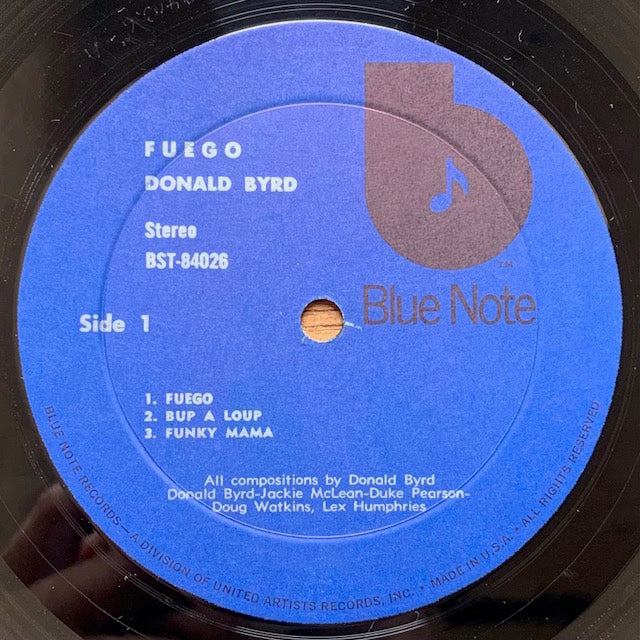 FUEGO
DONALD BYRD
Stereo
BST-84026
Side 1
TM
Blue Note
1. FUEGO
2. BUP A LOUP
3. FUNKY MAMA
All compositions by Donald Byrd
Donald Byrd-Jackie McLean-Duke Pearson-
Doug Watkins, Lex Humphries
BLUE NOTE RECORDS — A DIVISION OF UNITED ARTISTS RECORDS, INC. • MADE IN U.S.A. • ALL RIGHTS RESERVED